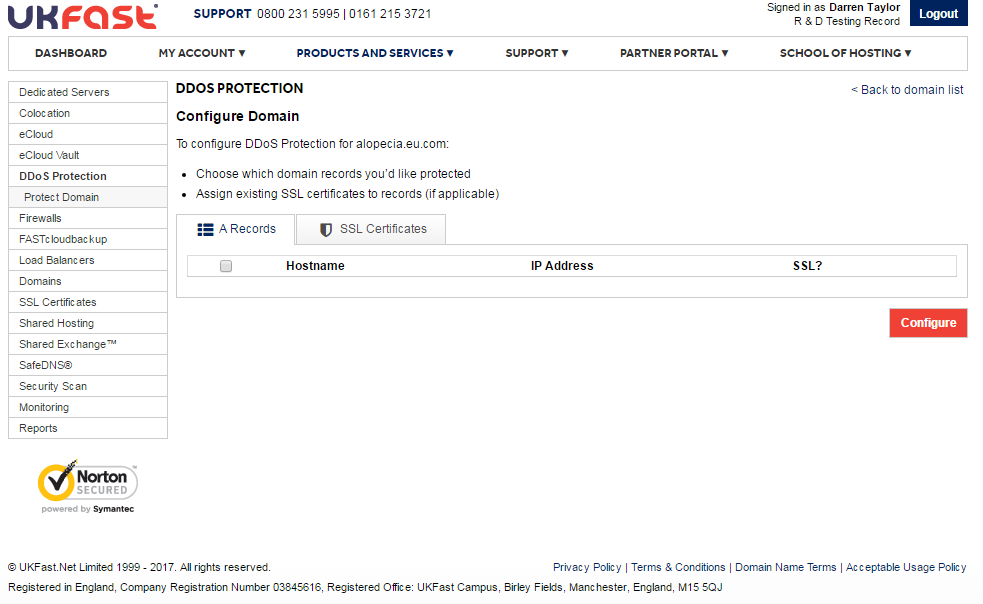 UKFAST
SUPPORT 0800 231 5995 | 0161 215 3721
Signed in as Darren Taylor
R & D Testing Record
Logout
DASHBOARD
MY ACCOUNT ▼
PRODUCTS AND SERVICES ▼
SUPPORT ▼
PARTNER PORTAL ▼
SCHOOL OF HOSTING ▼
Dedicated Servers
Colocation
eCloud
eCloud Vault
DDoS Protection
Protect Domain
Firewalls
FASTcloudbackup
Load Balancers
Domains
SSL Certificates
Shared Hosting
Shared Exchange™
SafeDNS®
Security Scan
Monitoring
Reports
Norton
SECURED
powered by Symantec
DDOS PROTECTION
< Back to domain list
Configure Domain
To configure DDoS Protection for alopecia.eu.com:
• Choose which domain records you'd like protected
• Assign existing SSL certificates to records (if applicable)
A Records
SSL Certificates
Hostname IP Address SSL?
Configure
© UKFast.Net Limited 1999 - 2017. All rights reserved.
Privacy Policy | Terms & Conditions | Domain Name Terms | Acceptable Usage Policy
Registered in England, Company Registration Number 03845616, Registered Office: UKFast Campus, Birley Fields, Manchester, England, M15 5QJ